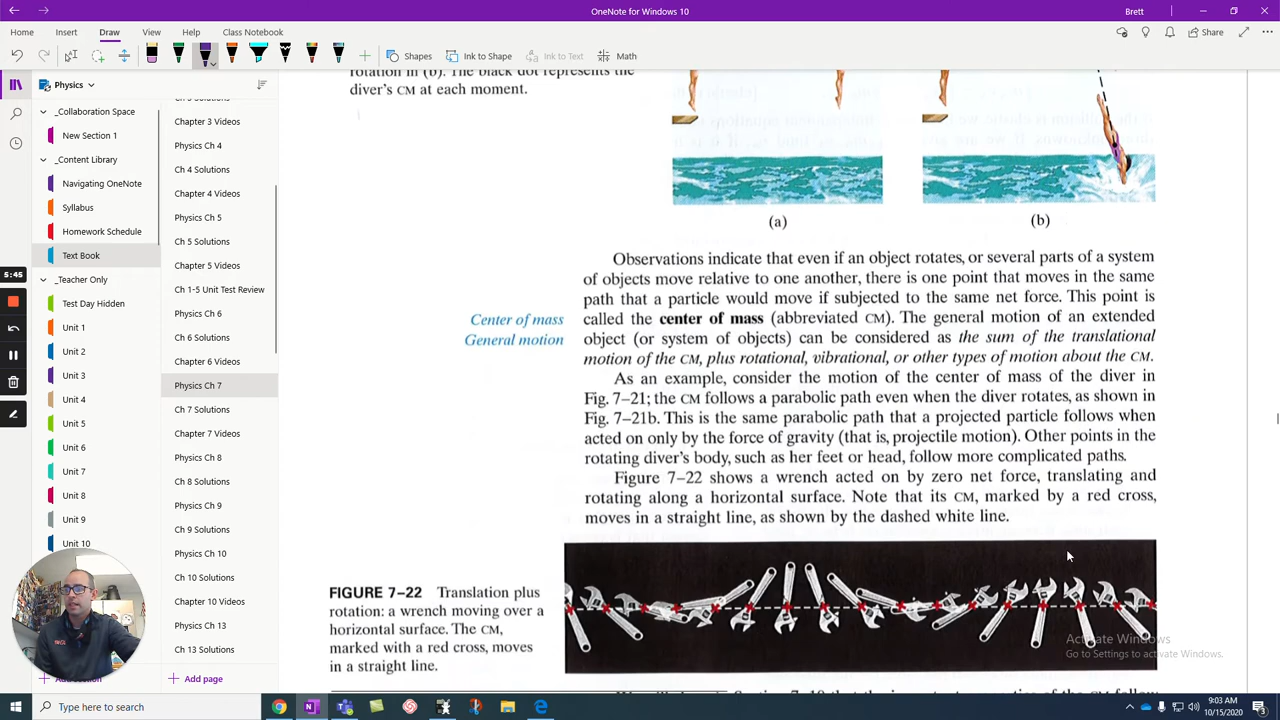 OneNote for Windows 10
Brett
Home
Insert
Draw
View
Help
Class Notebook
Share
Shapes
Ink to Shape
Ink to Text
Math
Physics
_Collaboration Space
New Section 1
_Content Library
Navigating OneNote
Syllabus
Homework Schedule
Text Book
_Teacher Only
Test Day Hidden
Unit 1
Unit 2
Unit 3
Unit 4
Unit 5
Unit 6
Unit 7
Unit 8
Unit 9
Unit 10
Add section
5:45
Ch 3 Solutions
Chapter 3 Videos
Physics Ch 4
Ch 4 Solutions
Chapter 4 Videos
Physics Ch 5
Ch 5 Solutions
Chapter 5 Videos
Ch 1-5 Unit Test Review
Physics Ch 6
Ch 6 Solutions
Chapter 6 Videos
Physics Ch 7
Ch 7 Solutions
Chapter 7 Videos
Physics Ch 8
Ch 8 Solutions
Physics Ch 9
Ch 9 Solutions
Physics Ch 10
Ch 10 Solutions
Chapter 10 Videos
Physics Ch 13
Ch 13 Solutions
Add page
rotation in (b). The black dot represents the
diver's CM at each moment.
(a)
(b)
Observations indicate that even if an object rotates, or several parts of a system
of objects move relative to one another, there is one point that moves in the same
path that a particle would move if subjected to the same net force. This point is
called the center of mass (abbreviated CM). The general motion of an extended
object (or system of objects) can be considered as the sum of the translational
motion of the CM, plus rotational, vibrational, or other types of motion about the CM.
Center of mass
General motion
As an example, consider the motion of the center of mass of the diver in
Fig. 7–21; the CM follows a parabolic path even when the diver rotates, as shown in
Fig. 7–21b. This is the same parabolic path that a projected particle follows when
acted on only by the force of gravity (that is, projectile motion). Other points in the
rotating diver's body, such as her feet or head, follow more complicated paths.
Figure 7–22 shows a wrench acted on by zero net force, translating and
rotating along a horizontal surface. Note that its CM, marked by a red cross,
moves in a straight line, as shown by the dashed white line.
FIGURE 7–22 Translation plus
rotation: a wrench moving over a
horizontal surface. The CM,
marked with a red cross, moves
in a straight line.
Activate Windows
Go to Settings to activate Windows.
Type here to search
9:03 AM
10/15/2020